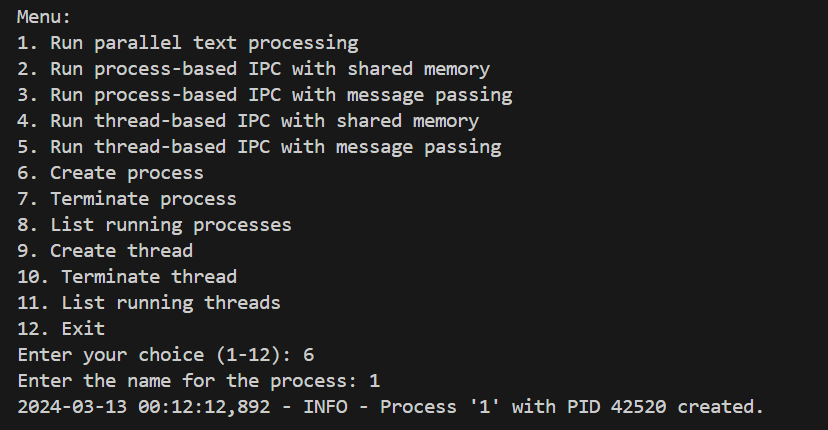 Menu:
1. Run parallel text processing
2. Run process-based IPC with shared memory
3. Run process-based IPC with message passing
4. Run thread-based IPC with shared memory
5. Run thread-based IPC with message passing
6. Create process
7. Terminate process
8. List running processes
9. Create thread
10. Terminate thread
11. List running threads
12. Exit
Enter your choice (1-12): 6
Enter the name for the process: 1
2024-03-13 00:12:12,892 - INFO - Process '1' with PID 42520 created.